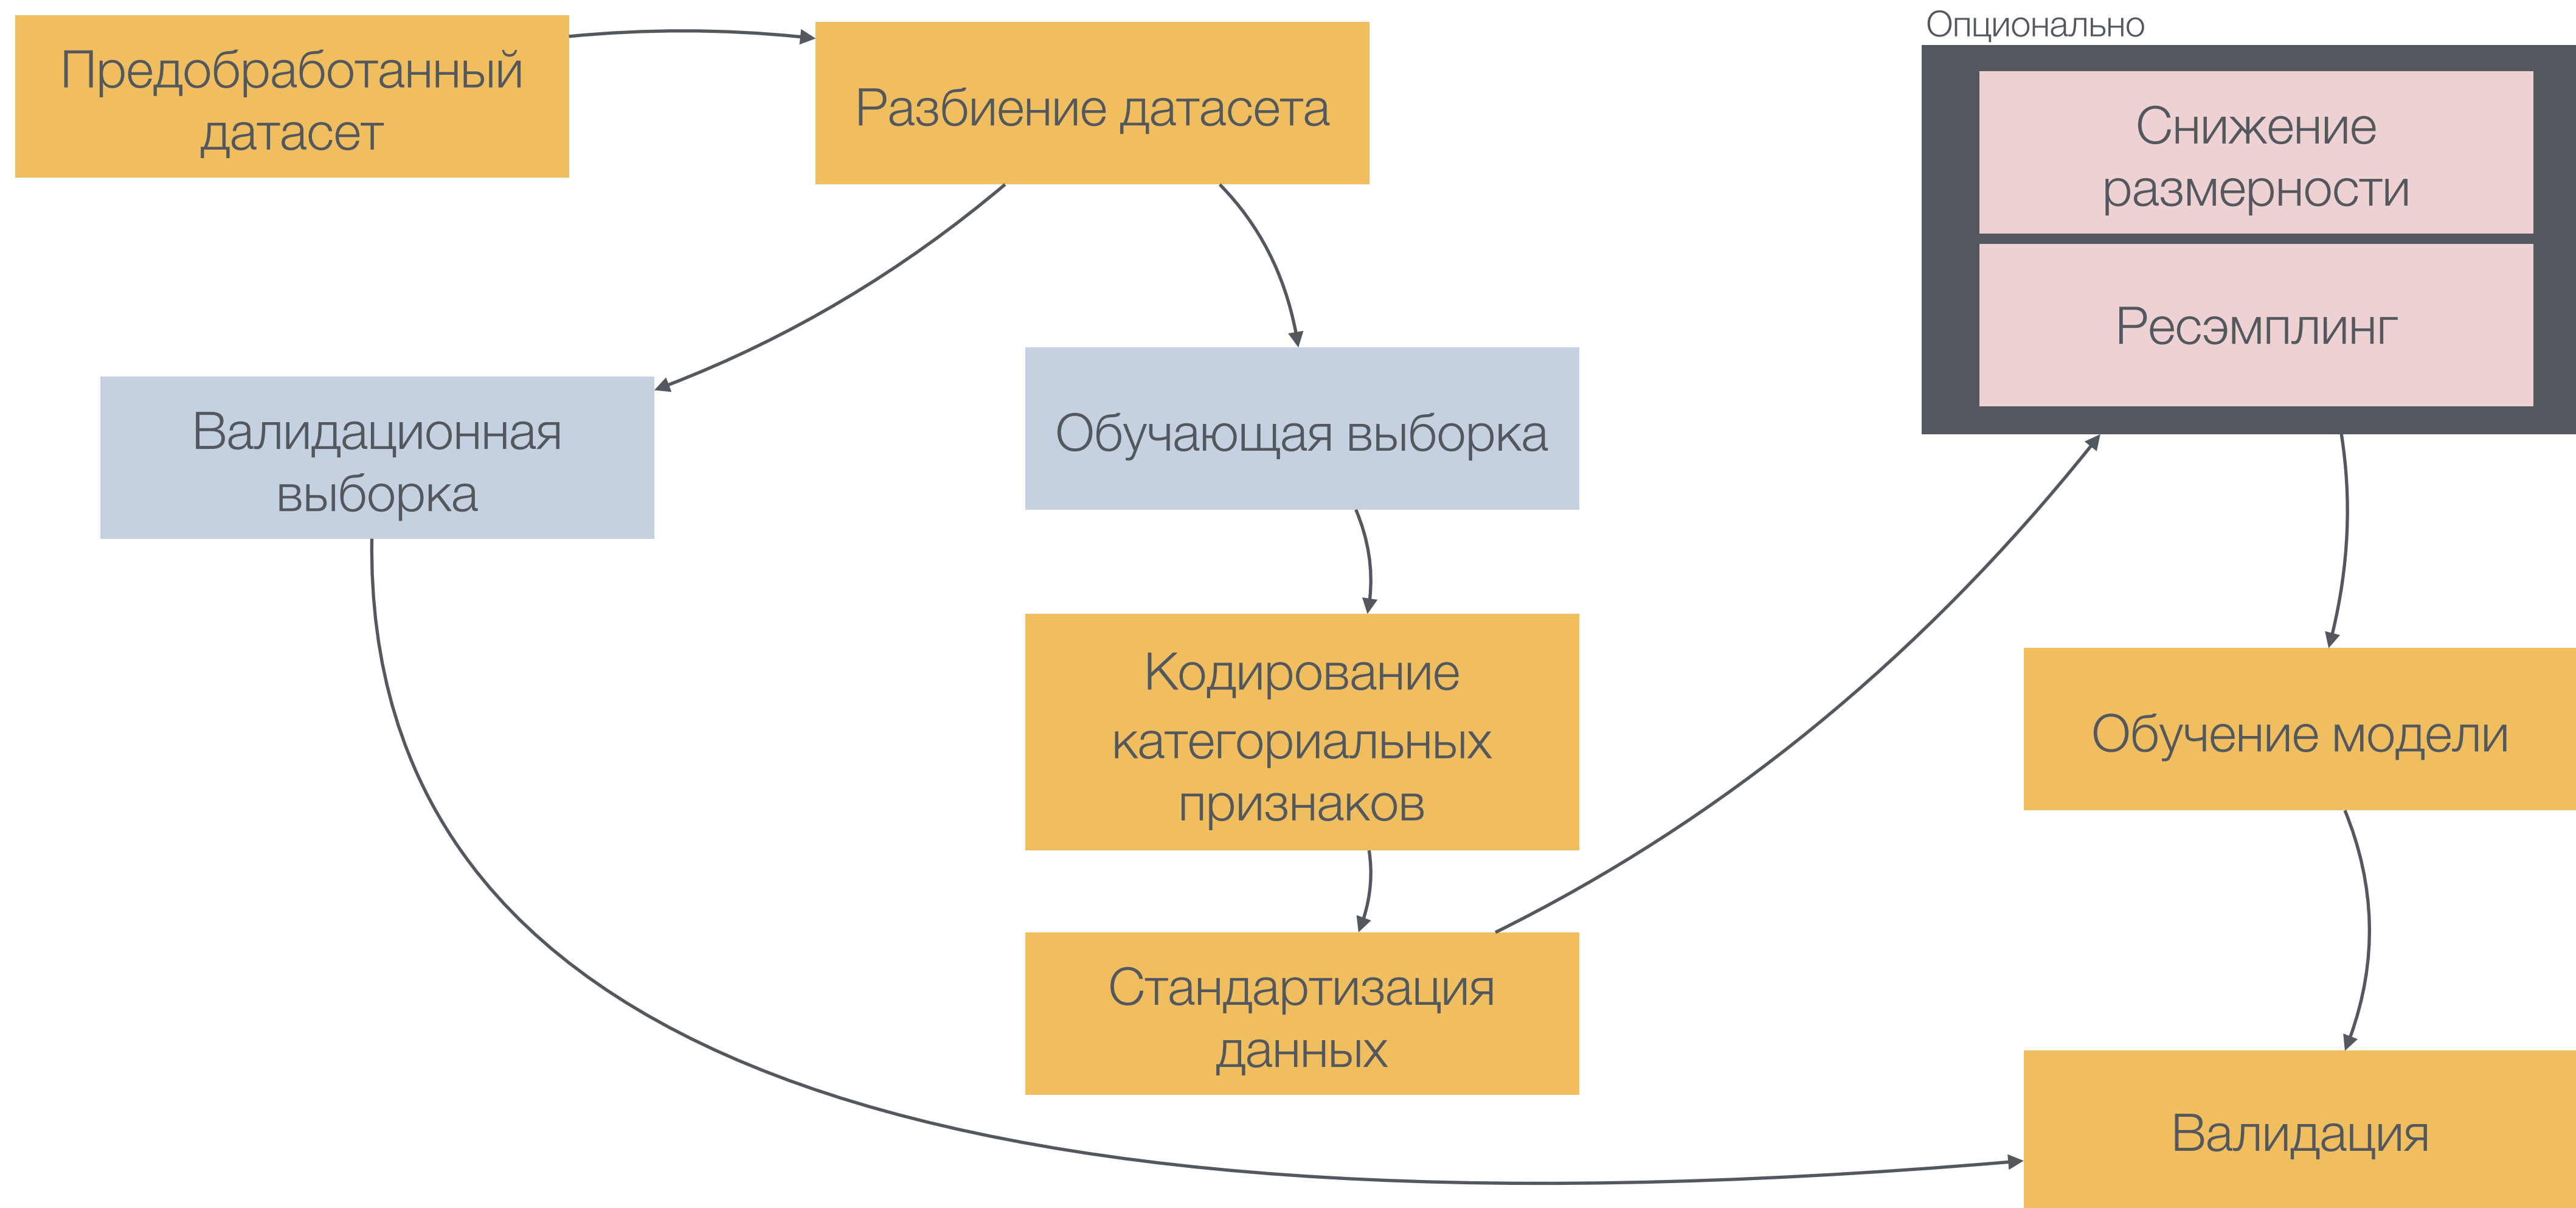 Предобработанный
датасет
Разбиение датасета
Опционально
Снижение
размерности
Ресэмплинг
Валидационная
выборка
Обучающая выборка
Кодирование
категориальных
признаков
Обучение модели
Стандартизация
данных
Валидация